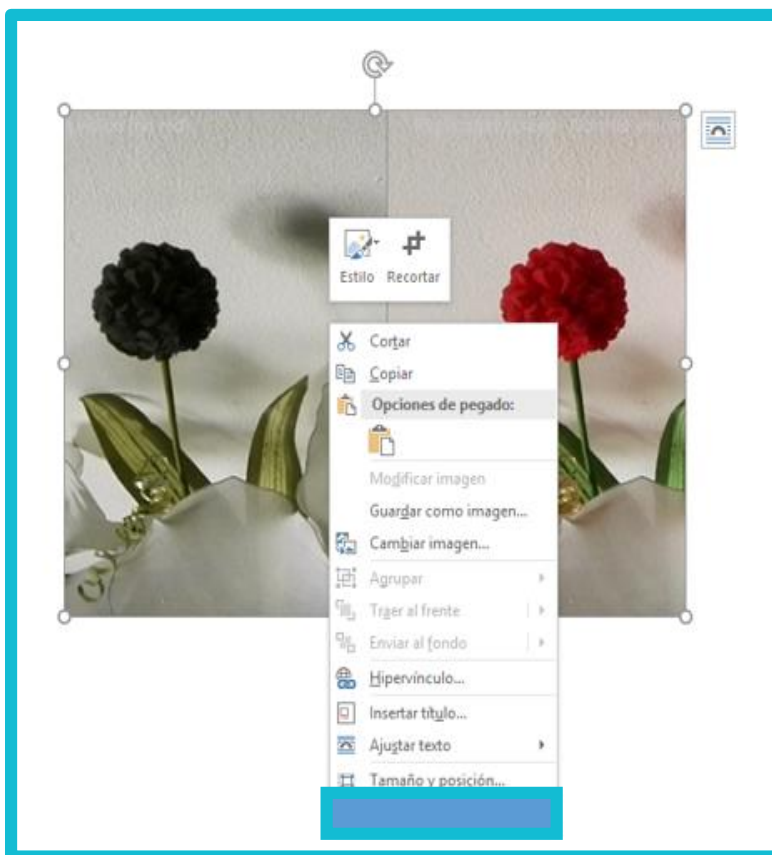 Estilo Recortar
Cortar
Copiar
Opciones de pegado:
Modificar imagen
Guardar como imagen...
Cambiar imagen...
Agrupar
Traer al frente
Enviar al fondo
Hipervínculo...
Insertar título...
Ajustar texto
Tamaño y posición...